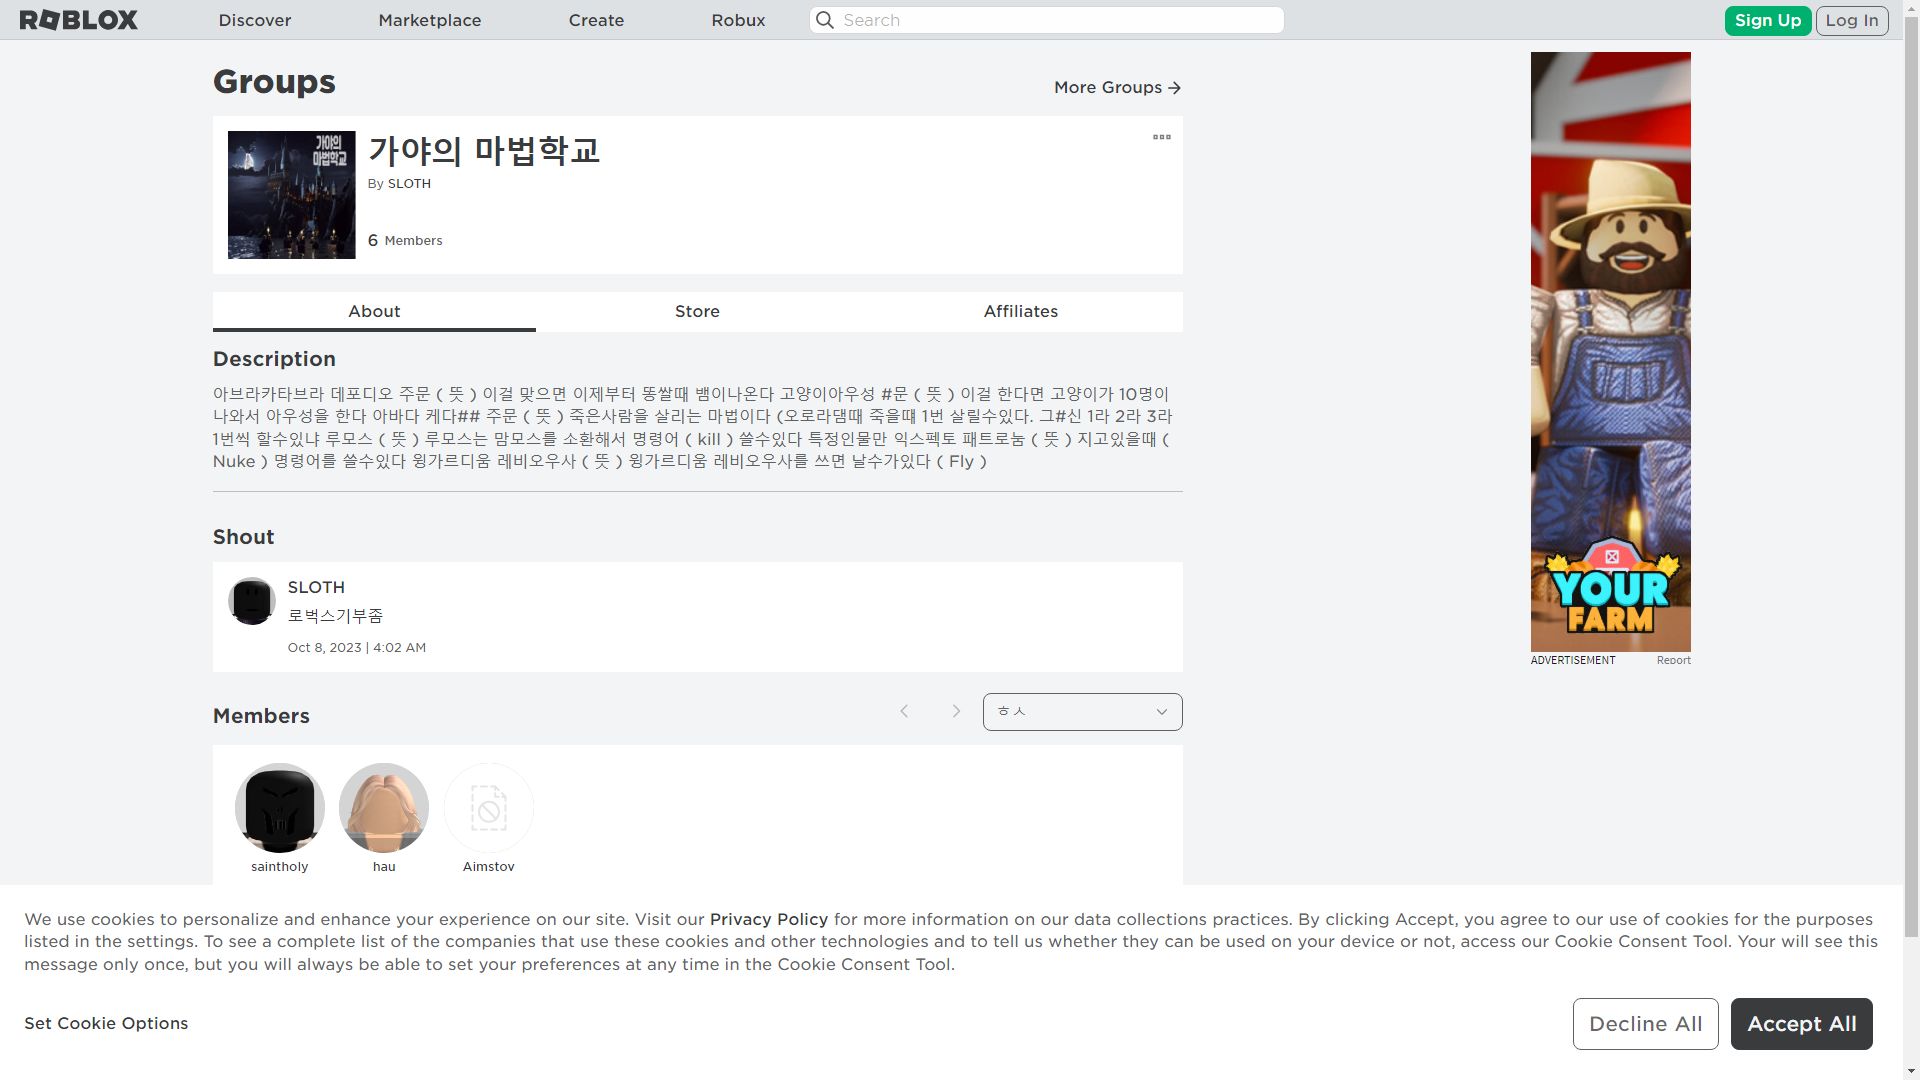 ROBLOX
Discover
Marketplace
Create
Robux
Search
Sign Up
Log In
Groups
More Groups
가야의
마법학교
가야의 마법학교
By SLOTH
6 Members
About
Store
Affiliates
Description
아브라카타브라 데포디오 주문 ( 뜻 ) 이걸 맞으면 이제부터 똥쌀때 뱀이나온다 고양이아우성 #문 ( 뜻 ) 이걸 한다면 고양이가 10명이
나와서 아우성을 한다 아바다 케다## 주문 ( 뜻 ) 죽은사람을 살리는 마법이다 (오로라댐때 죽을떄 1번 살릴수있다. 그#신 1라 2라 3라
1번씩 할수있냐 루모스 ( 뜻 ) 루모스는 맘모스를 소환해서 명령어 ( kill ) 쓸수있다 특정인물만 익스펙토 패트로눔 ( 뜻 ) 지고있을때 (
Nuke ) 명령어를 쓸수있다 윙가르디움 레비오우사 ( 뜻 ) 윙가르디움 레비오우사를 쓰면 날수가있다 ( Fly )
Shout
SLOTH
로벅스기부좀
Oct 8, 2023 | 4:02 AM
Members
ㅎㅅ
saintholy
hau
Aimstov
YOUR
FARM
ADVERTISEMENT
Report
We use cookies to personalize and enhance your experience on our site. Visit our Privacy Policy for more information on our data collections practices. By clicking Accept, you agree to our use of cookies for the purposes
listed in the settings. To see a complete list of the companies that use these cookies and other technologies and to tell us whether they can be used on your device or not, access our Cookie Consent Tool. Your will see this
message only once, but you will always be able to set your preferences at any time in the Cookie Consent Tool.
Set Cookie Options
Decline All
Accept All